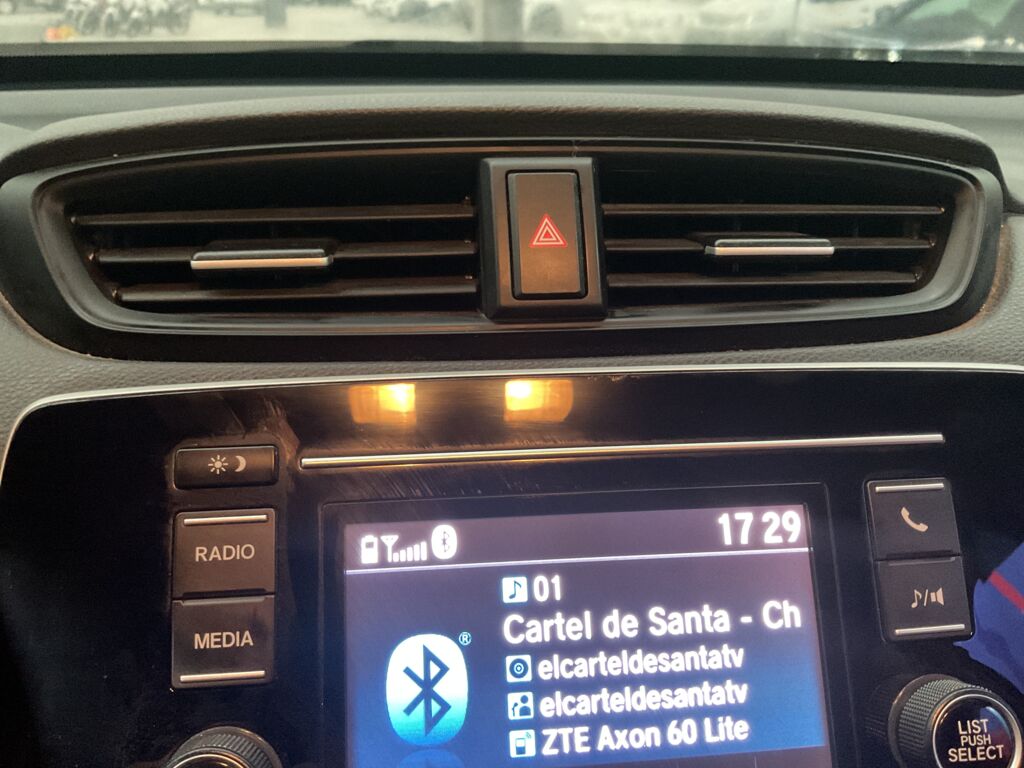 RADIO
MEDIA
17 29
01
Cartel de Santa - Ch
elcarteldesantatv
elcarteldesantatv
ZTE Axon 60 Lite
®
LIST
PUSH
SELECT